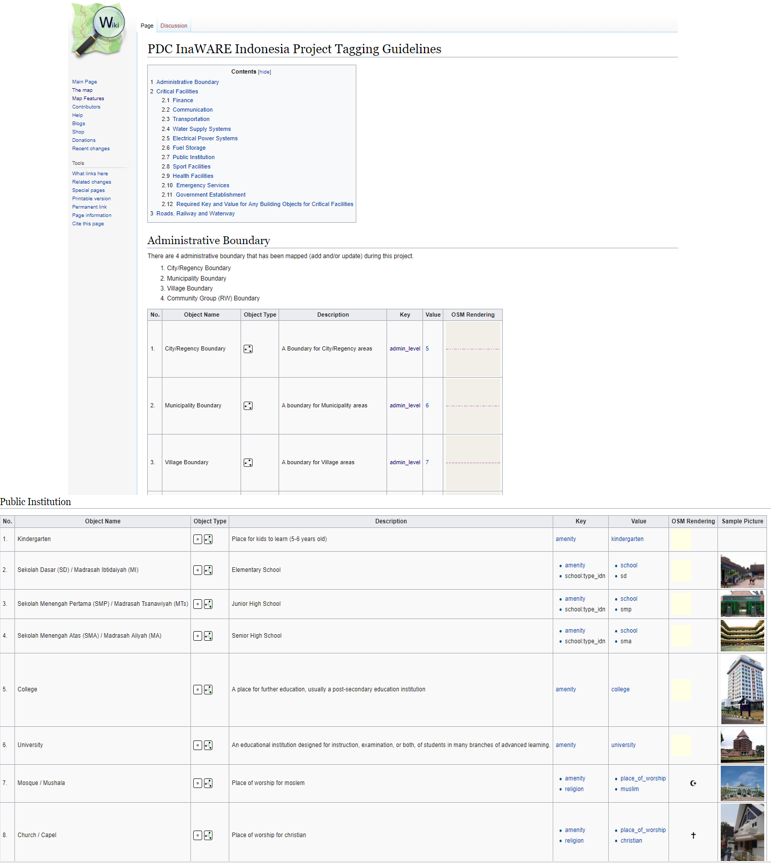 Wiki
Page Discussion
PDC InaWARE Indonesia Project Tagging Guidelines
Main Page
The map
Map Features
Contributors
Help
Blogs
Shop
Donations
Recent changes
Tools
What links here
Related changes
Special pages
Printable version
Permanent link
Page information
Cite this page
Contents [hide]
1 Administrative Boundary
2 Critical Facilities
2.1 Finance
2.2 Communication
2.3 Transportation
2.4 Water Supply Systems
2.5 Electrical Power Systems
2.6 Fuel Storage
2.7 Public Institution
2.8 Sport Facilities
2.9 Health Facilities
2.10 Emergency Services
2.11 Government Establishment
2.12 Required Key and Value for Any Building Objects for Critical Facilities
3 Roads, Railway and Waterway
Administrative Boundary
There are 4 administrative boundary that has been mapped (add and/or update) during this project.
1. City/Regency Boundary
2. Municipality Boundary
3. Village Boundary
4. Community Group (RW) Boundary
No. Object Name Object Type Description Key Value OSM Rendering
1. City/Regency Boundary A Boundary for City/Regency areas admin_level 5
2. Municipality Boundary A boundary for Municipality areas admin_level 6
3. Village Boundary A boundary for Village areas admin_level 7
Public Institution
No. Object Name Object Type Description Key Value OSM Rendering Sample Picture
1. Kindergarten Place for kids to learn (5-6 years old) amenity kindergarten
2. Sekolah Dasar (SD) / Madrasah Ibtidaiyah (MI) Elementary School
• amenity • school
• school:type_idn • sd
3. Sekolah Menengah Pertama (SMP) / Madrasah Tsanawiyah (MTs) Junior High School
• amenity • school
• school:type_idn • smp
4. Sekolah Menengah Atas (SMA) / Madrasah Aliyah (MA) Senior High School
• amenity • school
• school:type_idn • sma
5. College A place for further education, usually a post-secondary education institution amenity college
6. University An educational institution designed for instruction, examination, or both, of students in many branches of advanced learning. amenity university
7. Mosque / Mushala Place of worship for moslem
• amenity • place_of_worship
• religion • muslim
8. Church / Capel Place of worship for christian
• amenity • place_of_worship
• religion • christian